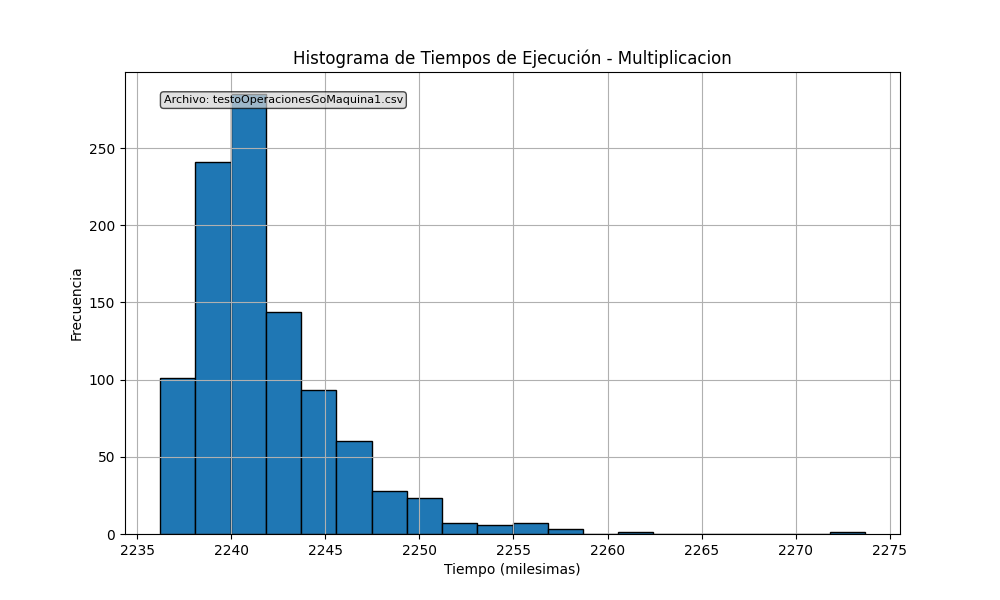 Histograma de Tiempos de Ejecución - Multiplicacion
Archivo: testoOperacionesGoMaquina1.csv
Frecuencia
250
200
150
100
50
0
2235 2240 2245 2250 2255 2260 2265 2270 2275
Tiempo (milesimas)